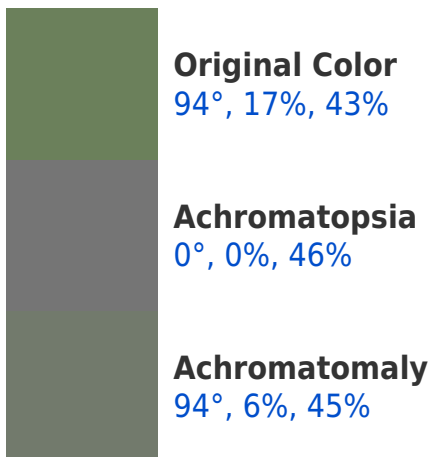 Original Color
94°, 17%, 43%
Achromatopsia
0°, 0%, 46%
Achromatomaly
94°, 6%, 45%